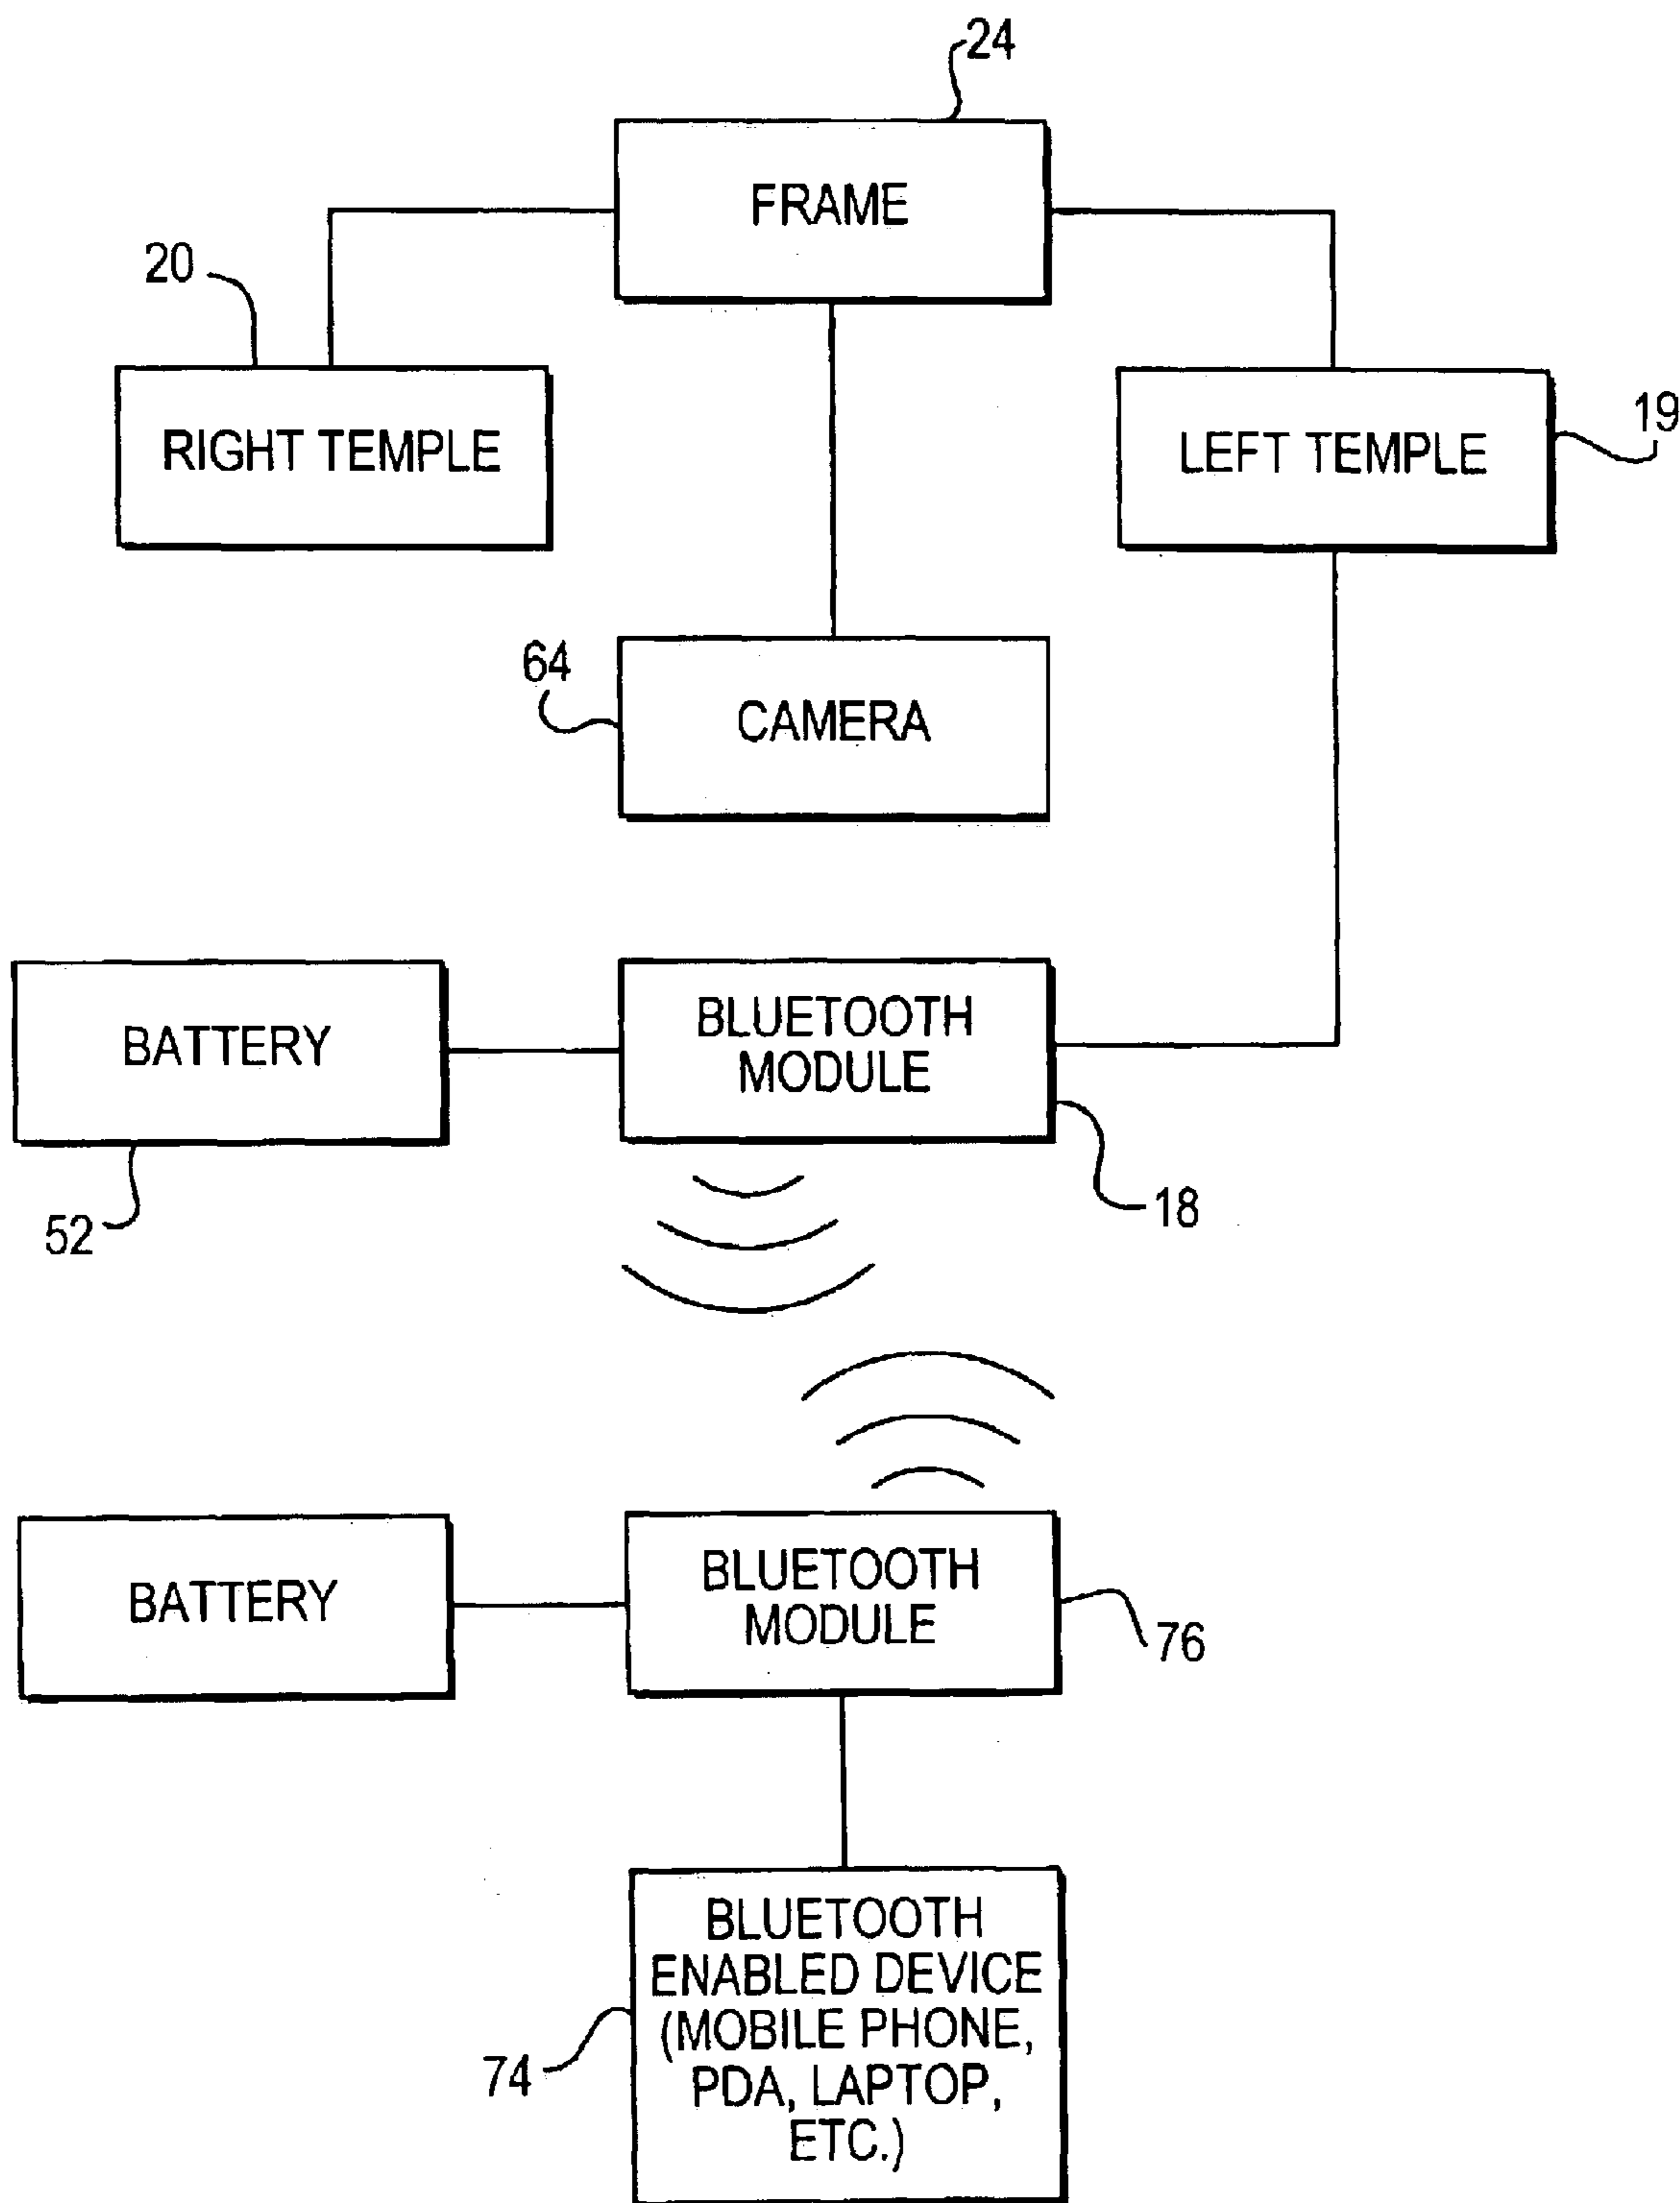 24
FRAME
20
RIGHT TEMPLE
LEFT TEMPLE
19
64
CAMERA
BATTERY
BLUETOOTH
MODULE
52
18
BATTERY
BLUETOOTH
MODULE
76
BLUETOOTH
ENABLED DEVICE
(MOBILE PHONE,
PDA, LAPTOP,
ETC.)
74